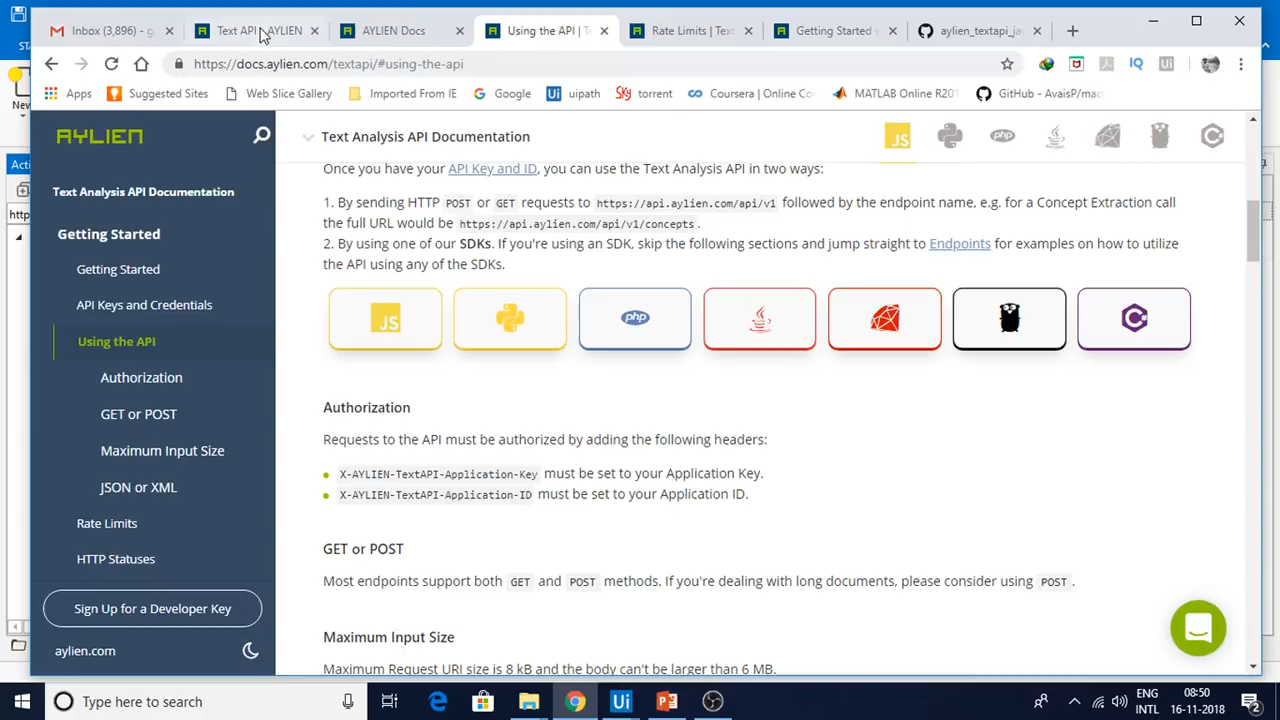 Inbox (3,896) - g
Text API - AYLIEN
AYLIEN Docs
Using the API | T
Rate Limits | Text
Getting Started v
aylien_textapi_ja
https://docs.aylien.com/textapi/#using-the-api
Apps
Suggested Sites
Web Slice Gallery
Imported From IE
Google
Ui uipath
Sky torrent
Coursera | Online Co
MATLAB Online R201
GitHub - AvaisP/mac
New
Actio
http
AYLIEN
Text Analysis API Documentation
Getting Started
Getting Started
API Keys and Credentials
Using the API
Authorization
GET or POST
Maximum Input Size
JSON or XML
Rate Limits
HTTP Statuses
Sign Up for a Developer Key
aylien.com
Text Analysis API Documentation
JS
php
Once you have your API Key and ID, you can use the Text Analysis API in two ways:
1. By sending HTTP POST or GET requests to https://api.aylien.com/api/v1 followed by the endpoint name, e.g. for a Concept Extraction call
the full URL would be https://api.aylien.com/api/v1/concepts.
2. By using one of our SDKs. If you're using an SDK, skip the following sections and jump straight to Endpoints for examples on how to utilize
the API using any of the SDKs.
JS
php
Authorization
Requests to the API must be authorized by adding the following headers:
X-AYLIEN-TextAPI-Application-Key must be set to your Application Key.
X-AYLIEN-TextAPI-Application-ID must be set to your Application ID.
GET or POST
Most endpoints support both GET and POST methods. If you're dealing with long documents, please consider using POST.
Maximum Input Size
Maximum Request URI size is 8 kB and the body can't be larger than 6 MB.
Type here to search
Ui
ENG
INTL
08:50
16-11-2018
2